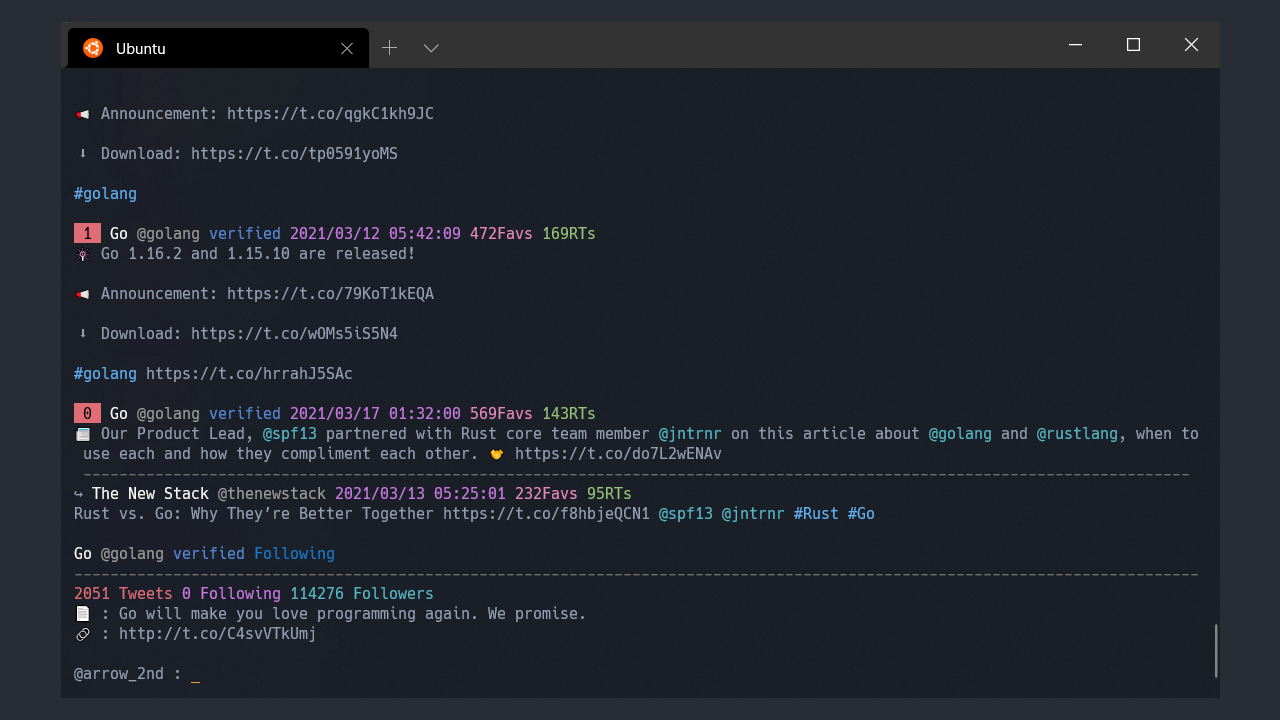 Ubuntu
📢 Announcement: https://t.co/qgkC1kh9JC
⬇ Download: https://t.co/tp0591yoMS
#golang
1 Go @golang verified 2021/03/12 05:42:09 472Favs 169RTs
Go 1.16.2 and 1.15.10 are released!
📢 Announcement: https://t.co/79KoT1kEQA
⬇ Download: https://t.co/wOMs5iS5N4
#golang https://t.co/hrrahJ5SAc
0 Go @golang verified 2021/03/17 01:32:00 569Favs 143RTs
📰 Our Product Lead, @spf13 partnered with Rust core team member @jntrnr on this article about @golang and @rustlang, when to
use each and how they compliment each other. 🤝 https://t.co/do7L2wENAv
↪ The New Stack @thenewstack 2021/03/13 05:25:01 232Favs 95RTs
Rust vs. Go: Why They’re Better Together https://t.co/f8hbjeQCN1 @spf13 @jntrnr #Rust #Go
Go @golang verified Following
2051 Tweets 0 Following 114276 Followers
📄 : Go will make you love programming again. We promise.
🔗 : http://t.co/C4svVTkUmj
@arrow_2nd : _